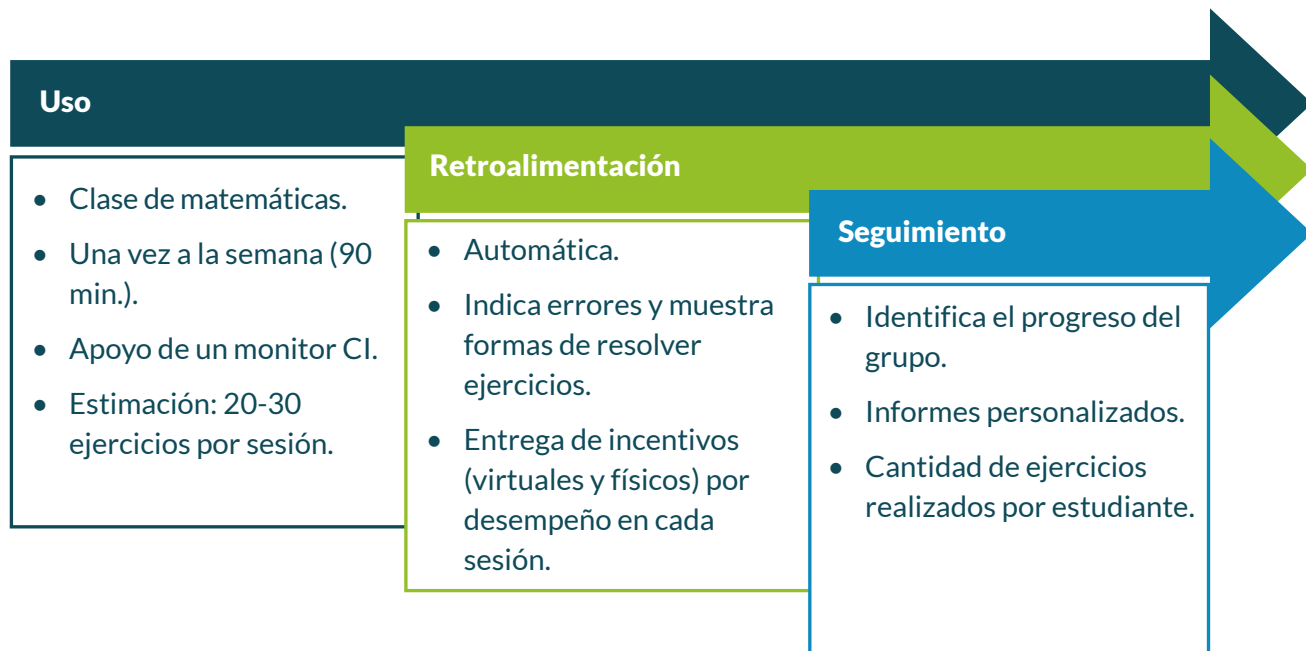 Uso
• Clase de matemáticas.
• Una vez a la semana (90
min.).
• Apoyo de un monitor CI.
• Estimación: 20-30
ejercicios por sesión.
Retroalimentación
• Automática.
• Indica errores y muestra
formas de resolver
ejercicios.
• Entrega de incentivos
(virtuales y físicos) por
desempeño en cada
sesión.
Seguimiento
• Identifica el progreso del
grupo.
• Informes personalizados.
• Cantidad de ejercicios
realizados por estudiante.